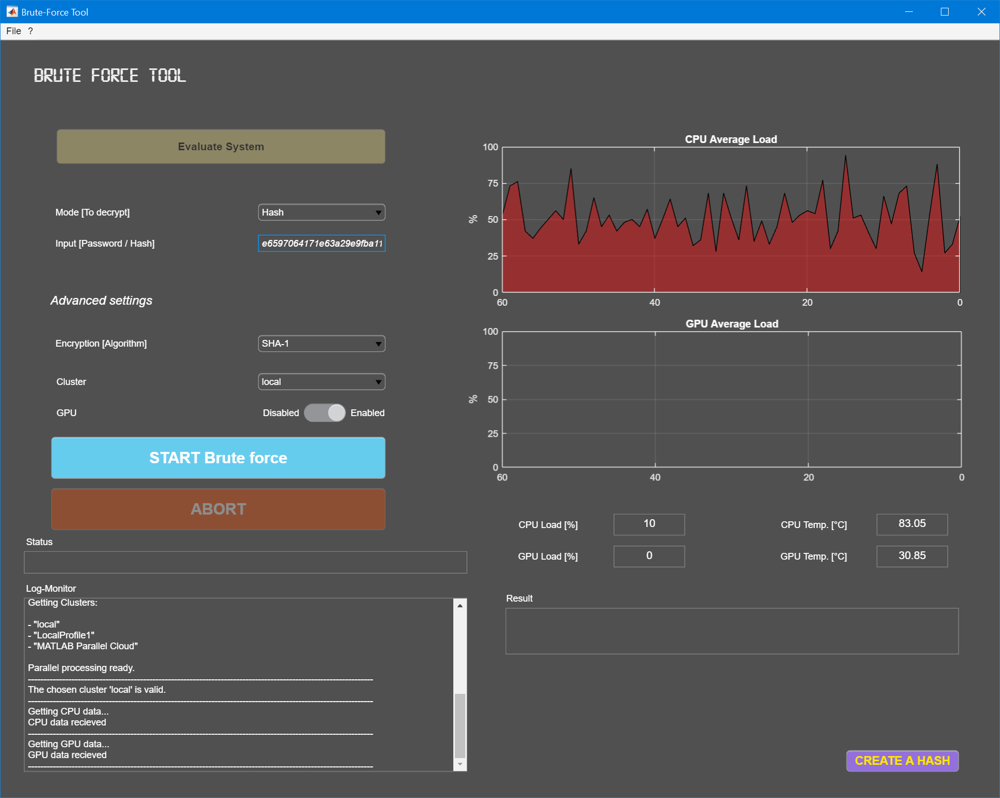 Brute-Force Tool
File ?
BRUTE FORCE TOOL
Evaluate System
Mode [To decrypt]
Hash
Input [Password / Hash]
e6597064171e63a29e9fba11
Advanced settings
Encryption [Algorithm]
SHA-1
Cluster
local
GPU
Disabled
Enabled
START Brute force
ABORT
Status
Log-Monitor
Getting Clusters:
- "local"
- "LocalProfile1"
- "MATLAB Parallel Cloud"
Parallel processing ready.
The chosen cluster 'local' is valid.
Getting CPU data...
CPU data recieved
Getting GPU data...
GPU data recieved
CPU Average Load
100
75
50
25
0
%
60 40 20 0
GPU Average Load
100
75
50
25
0
%
60 40 20 0
CPU Load [%] 10 CPU Temp. [°C] 83.05
GPU Load [%] 0 GPU Temp. [°C] 30.85
Result
CREATE A HASH